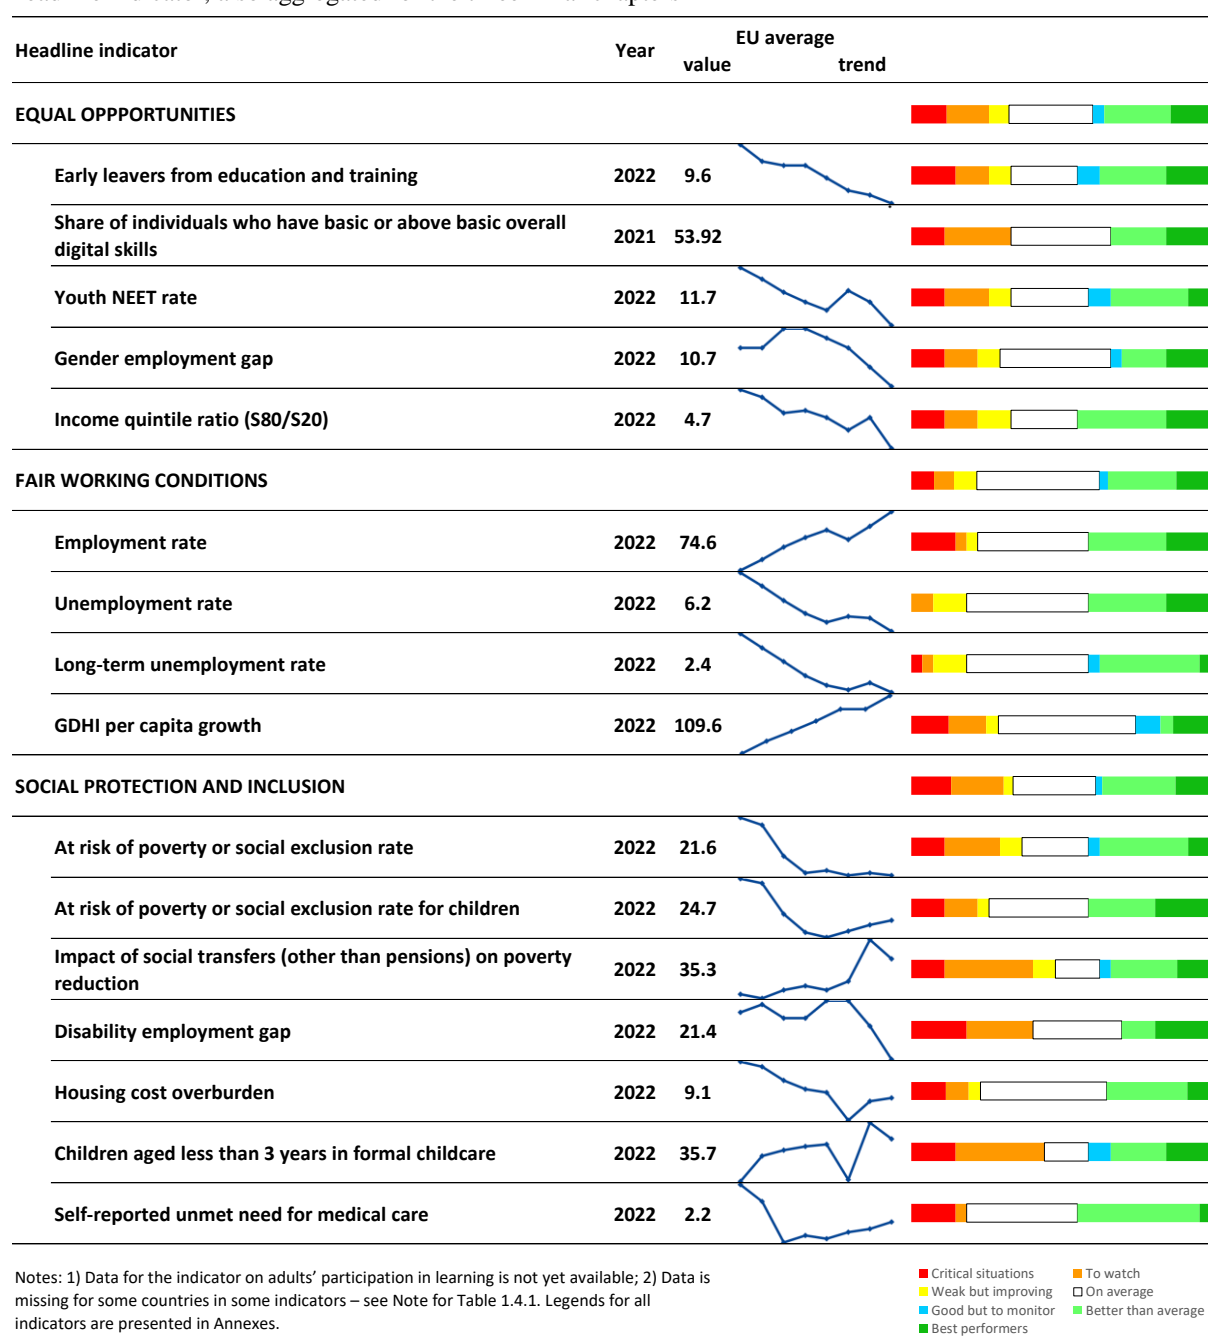 Headline indicator
Year
EU average
value trend
EQUAL OPPPORTUNITIES
Early leavers from education and training 2022 9.6
Share of individuals who have basic or above basic overall
digital skills
2021 53.92
Youth NEET rate 2022 11.7
Gender employment gap 2022 10.7
Income quintile ratio (S80/S20) 2022 4.7
FAIR WORKING CONDITIONS
Employment rate 2022 74.6
Unemployment rate 2022 6.2
Long-term unemployment rate 2022 2.4
GDHI per capita growth 2022 109.6
SOCIAL PROTECTION AND INCLUSION
At risk of poverty or social exclusion rate 2022 21.6
At risk of poverty or social exclusion rate for children 2022 24.7
Impact of social transfers (other than pensions) on poverty
reduction
2022 35.3
Disability employment gap 2022 21.4
Housing cost overburden 2022 9.1
Children aged less than 3 years in formal childcare 2022 35.7
Self-reported unmet need for medical care 2022 2.2
Notes: 1) Data for the indicator on adults’ participation in learning is not yet available; 2) Data is
missing for some countries in some indicators – see Note for Table 1.4.1. Legends for all
indicators are presented in Annexes.
Critical situations To watch
Weak but improving On average
Good but to monitor Better than average
Best performers